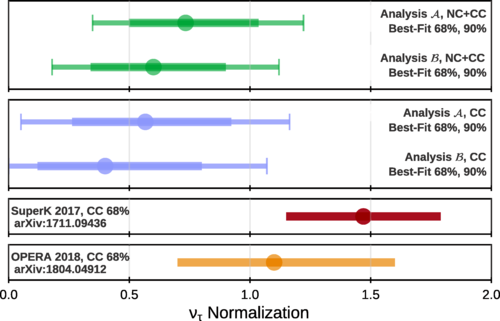 Analysis 𝒜, NC+CC
Best-Fit 68%, 90%
Analysis ℬ, NC+CC
Best-Fit 68%, 90%
Analysis 𝒜, CC
Best-Fit 68%, 90%
Analysis ℬ, CC
Best-Fit 68%, 90%
SuperK 2017, CC 68%
arXiv:1711.09436
OPERA 2018, CC 68%
arXiv:1804.04912
0.0 0.5 1.0 1.5 2.0
ντ Normalization